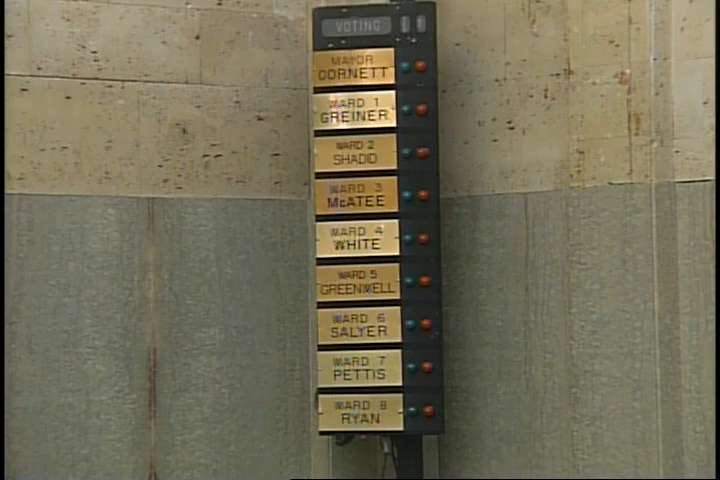 VOTING
MAYOR
CORNETT
WARD 1
GREINER
WARD 2
SHADID
WARD 3
McATEE
WARD 4
WHITE
WARD 5
GREENWELL
WARD 6
SALYER
WARD 7
PETTIS
WARD 8
RYAN